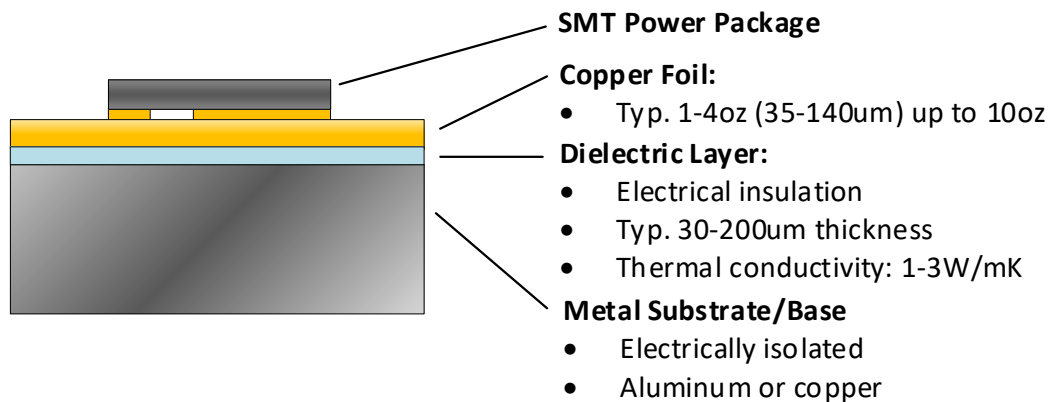 SMT Power Package
Copper Foil:
• Typ. 1-4oz (35-140um) up to 10oz
Dielectric Layer:
• Electrical insulation
• Typ. 30-200um thickness
• Thermal conductivity: 1-3W/mK
Metal Substrate/Base
• Electrically isolated
• Aluminum or copper